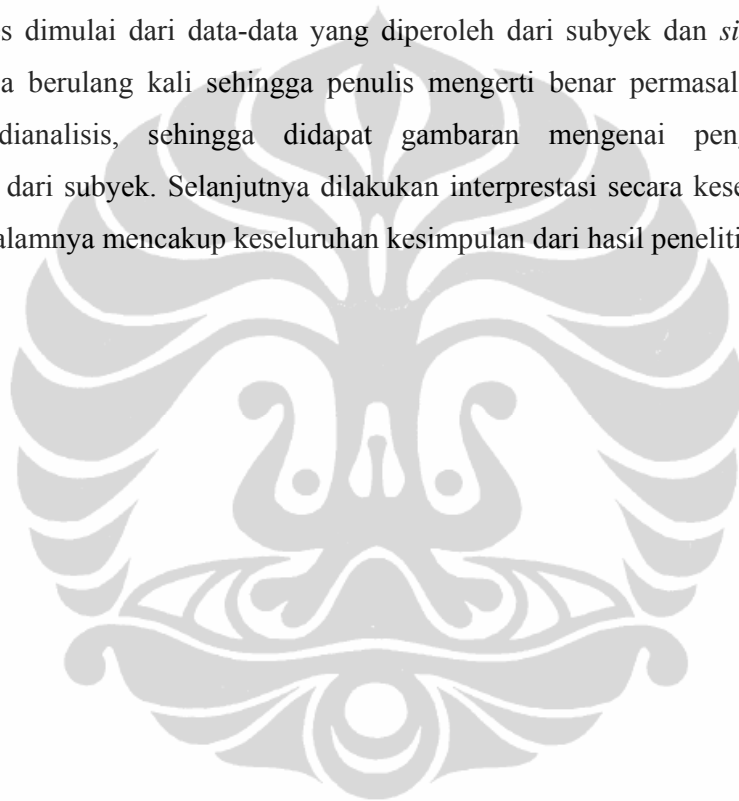 s dimulai dari data-data yang diperoleh dari subyek dan si
a berulang kali sehingga penulis mengerti benar permasal
dianalisis, sehingga didapat gambaran mengenai peng
dari subyek. Selanjutnya dilakukan interprestasi secara kese
alamnya mencakup keseluruhan kesimpulan dari hasil peneliti